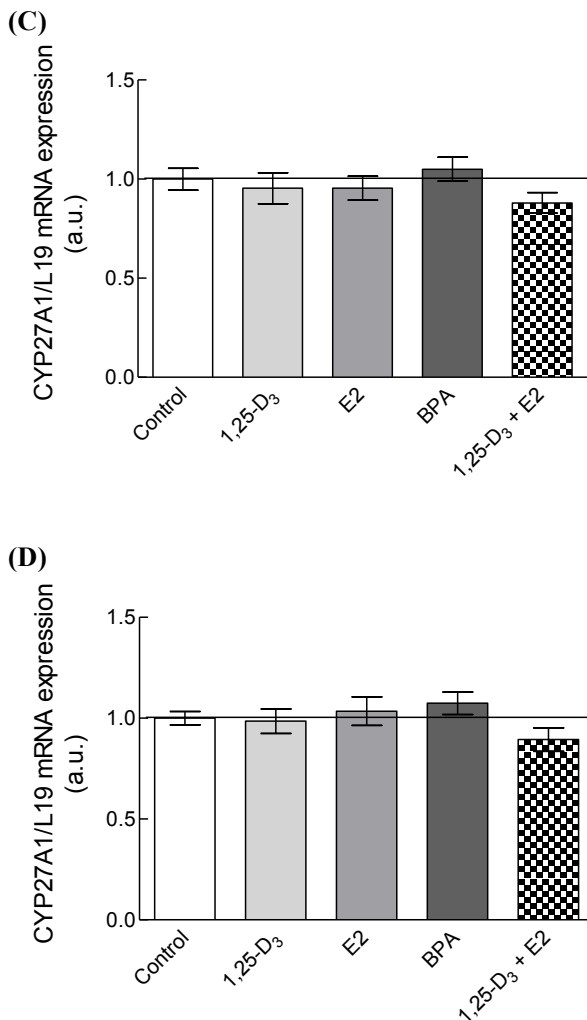 (C)
CYP27A1/L19 mRNA expression
(a.u.)
1.5
1.0
0.5
0.0
Control
1,25-D₃
E2
BPA
1,25-D₃ + E2
(D)
CYP27A1/L19 mRNA expression
(a.u.)
1.5
1.0
0.5
0.0
Control
1,25-D₃
E2
BPA
1,25-D₃ + E2